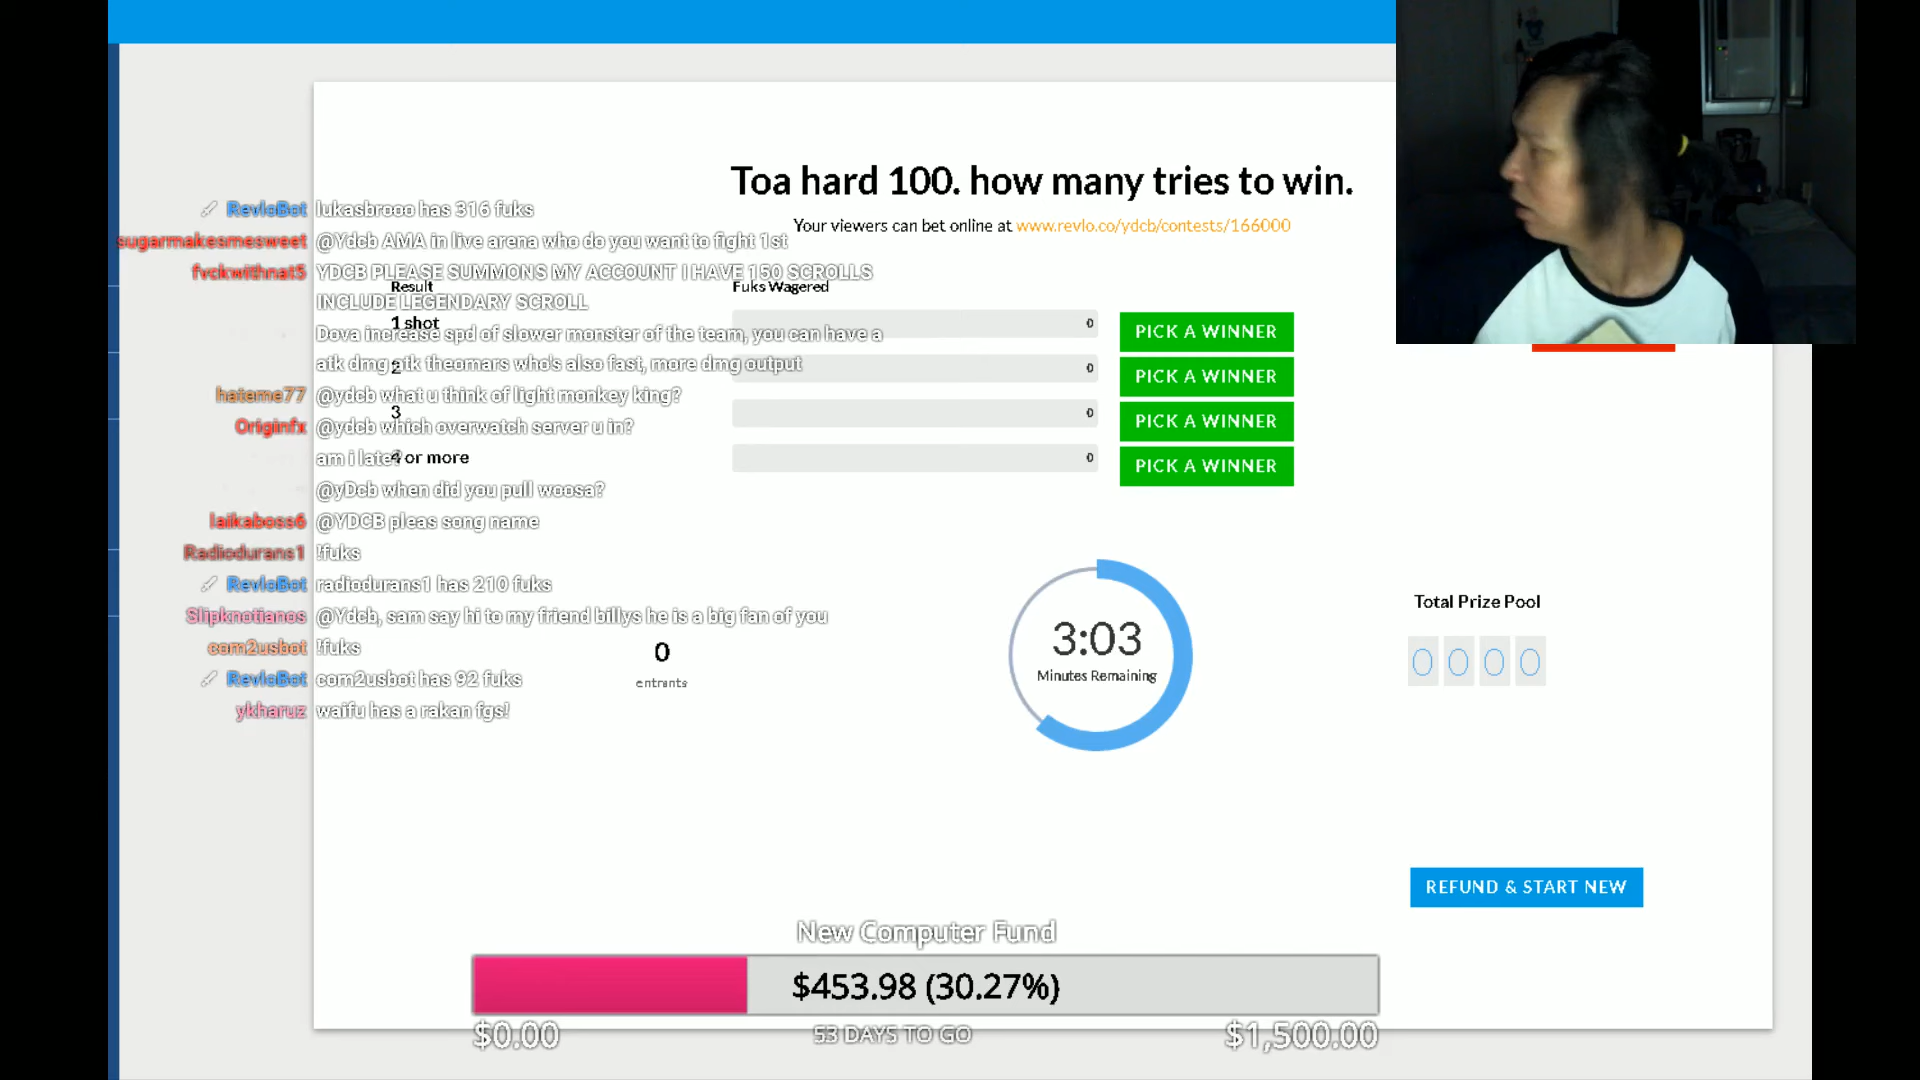 Toa hard 100. how many tries to win.
Your viewers can bet online at www.revlo.co/ydcb/contests/166000
RevloBot lukasbrooo has 316 fuks
sugarmakesmesweet @Ydcb AMA in live arena who do you want to fight 1st
fvckwithnat5 YDCB PLEASE SUMMONS MY ACCOUNT I HAVE 150 SCROLLS
INCLUDE LEGENDARY SCROLL
Result Fuks Wagered
1 shot 0 PICK A WINNER
Dova increase spd of slower monster of the team, you can have a
atk dmg atk theomars who's also fast, more dmg output
2 0 PICK A WINNER
hateme77 @ydcb what u think of light monkey king?
3 0 PICK A WINNER
Originfx @ydcb which overwatch server u in?
am i late?
4 or more 0 PICK A WINNER
@yDcb when did you pull woosa?
laikaboss6 @YDCB pleas song name
Radiodurans1 !fuks
RevloBot radiodurans1 has 210 fuks
Slipknotianos @Ydcb, sam say hi to my friend billys he is a big fan of you
com2usbot !fuks
RevloBot com2usbot has 92 fuks
ykharuz waifu has a rakan fgs!
0
entrants
3:03
Minutes Remaining
Total Prize Pool
0 0 0 0
REFUND & START NEW
New Computer Fund
$453.98 (30.27%)
$0.00 53 DAYS TO GO $1,500.00